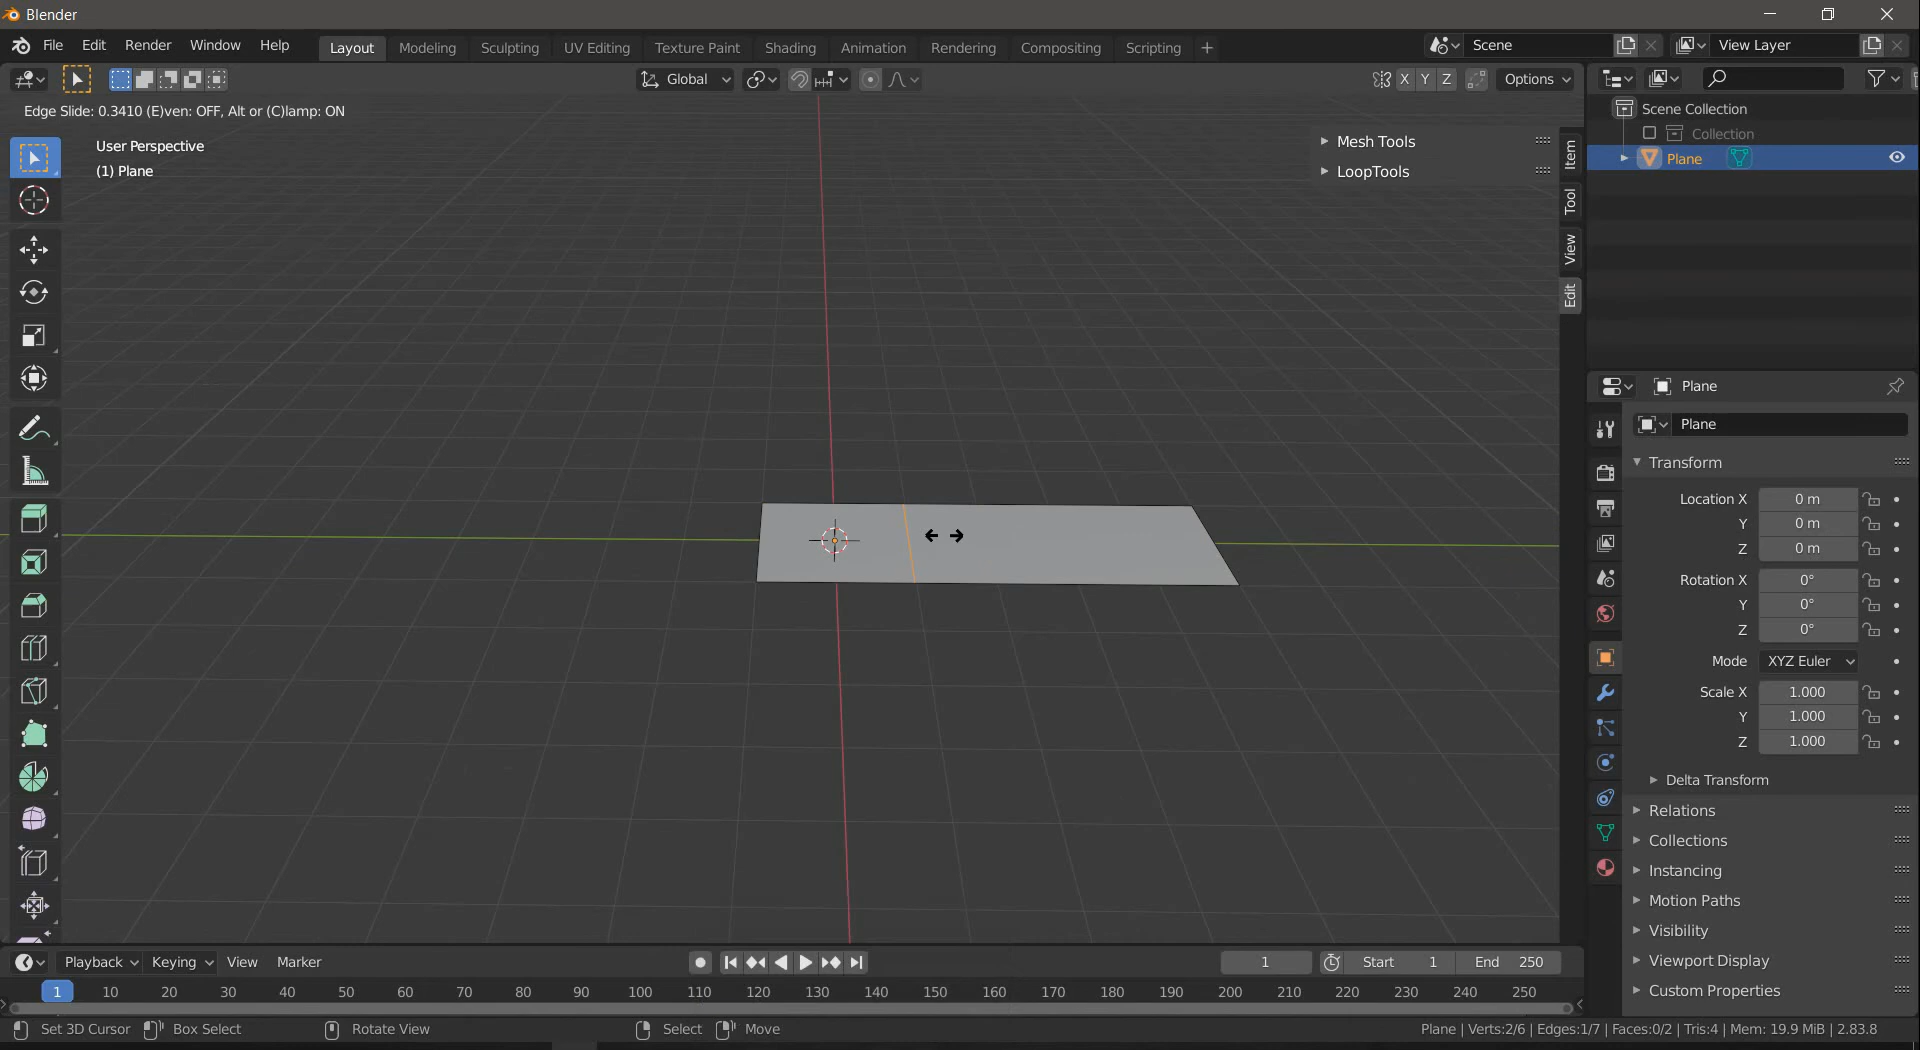 Blender
File Edit Render Window Help Layout Modeling Sculpting UV Editing Texture Paint Shading Animation Rendering Compositing Scripting + Scene View Layer
Global X Y Z Options
Edge Slide: 0.3410 (E)ven: OFF, Alt or (C)lamp: ON
User Perspective
(1) Plane
Mesh Tools
LoopTools
Item
Tool
View
Edit
Scene Collection
Collection
Plane
Plane
Plane
Transform
Location X 0 m
Y 0 m
Z 0 m
Rotation X 0°
Y 0°
Z 0°
Mode XYZ Euler
Scale X 1.000
Y 1.000
Z 1.000
Delta Transform
Relations
Collections
Instancing
Motion Paths
Visibility
Viewport Display
Custom Properties
Playback Keying View Marker 1 Start 1 End 250
1 10 20 30 40 50 60 70 80 90 100 110 120 130 140 150 160 170 180 190 200 210 220 230 240 250
Set 3D Cursor Box Select Rotate View Select Move Plane | Verts:2/6 | Edges:1/7 | Faces:0/2 | Tris:4 | Mem: 19.9 MiB | 2.83.8